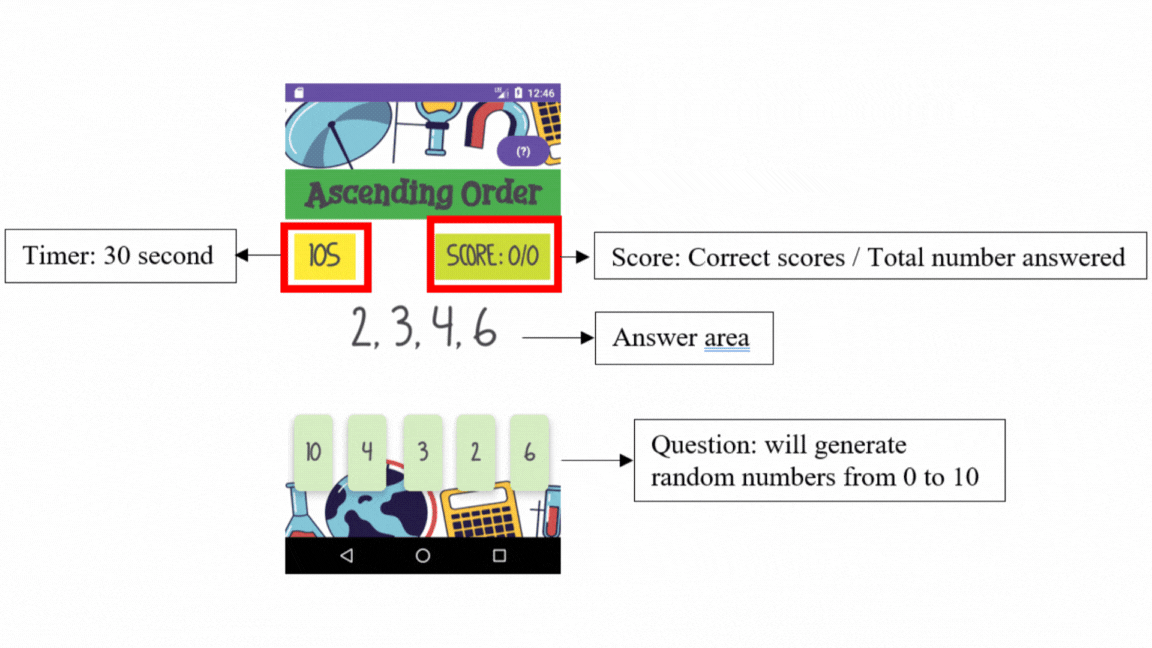 12:46
(?)
Ascending Order
Timer: 30 second
10S
SCORE: 0/0
Score: Correct scores / Total number answered
2, 3, 4, 6
Answer area
10 4 3 2 6
Question: will generate
random numbers from 0 to 10